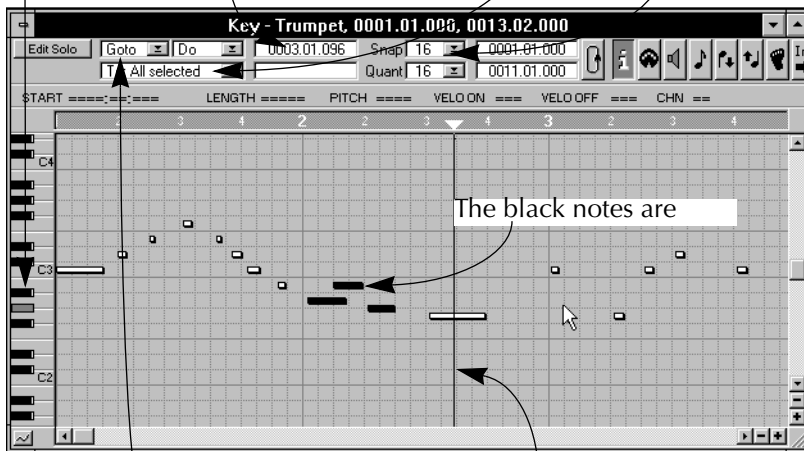 Key - Trumpet, 0001.01.000, 0013.02.000
Edit Solo Goto Do 0003.01.096 Snap 16 0001.01.000
All selected Quant 16 0011.01.000
START ====:==:=== LENGTH ===== PITCH ==== VELO ON === VELO OFF === CHN ==
2 3 4 2 2 3 4 3 2 3 4
C4
The black notes are
C3
C2